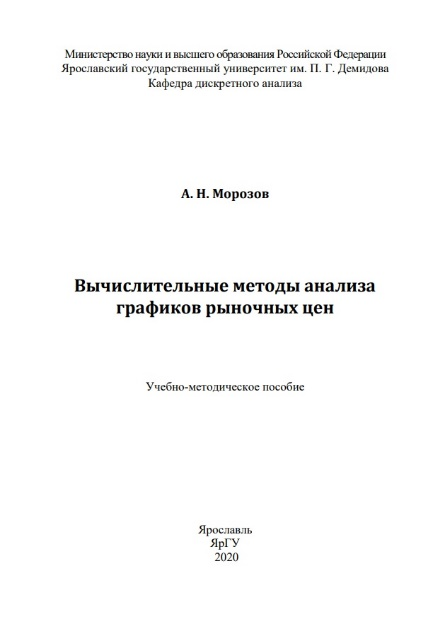 Министерство науки и высшего образования Российской Федерации
Ярославский государственный университет им. П. Г. Демидова
Кафедра дискретного анализа
А. Н. Морозов
Вычислительные методы анализа
графиков рыночных цен
Учебно-методическое пособие
Ярославль
ЯрГУ
2020